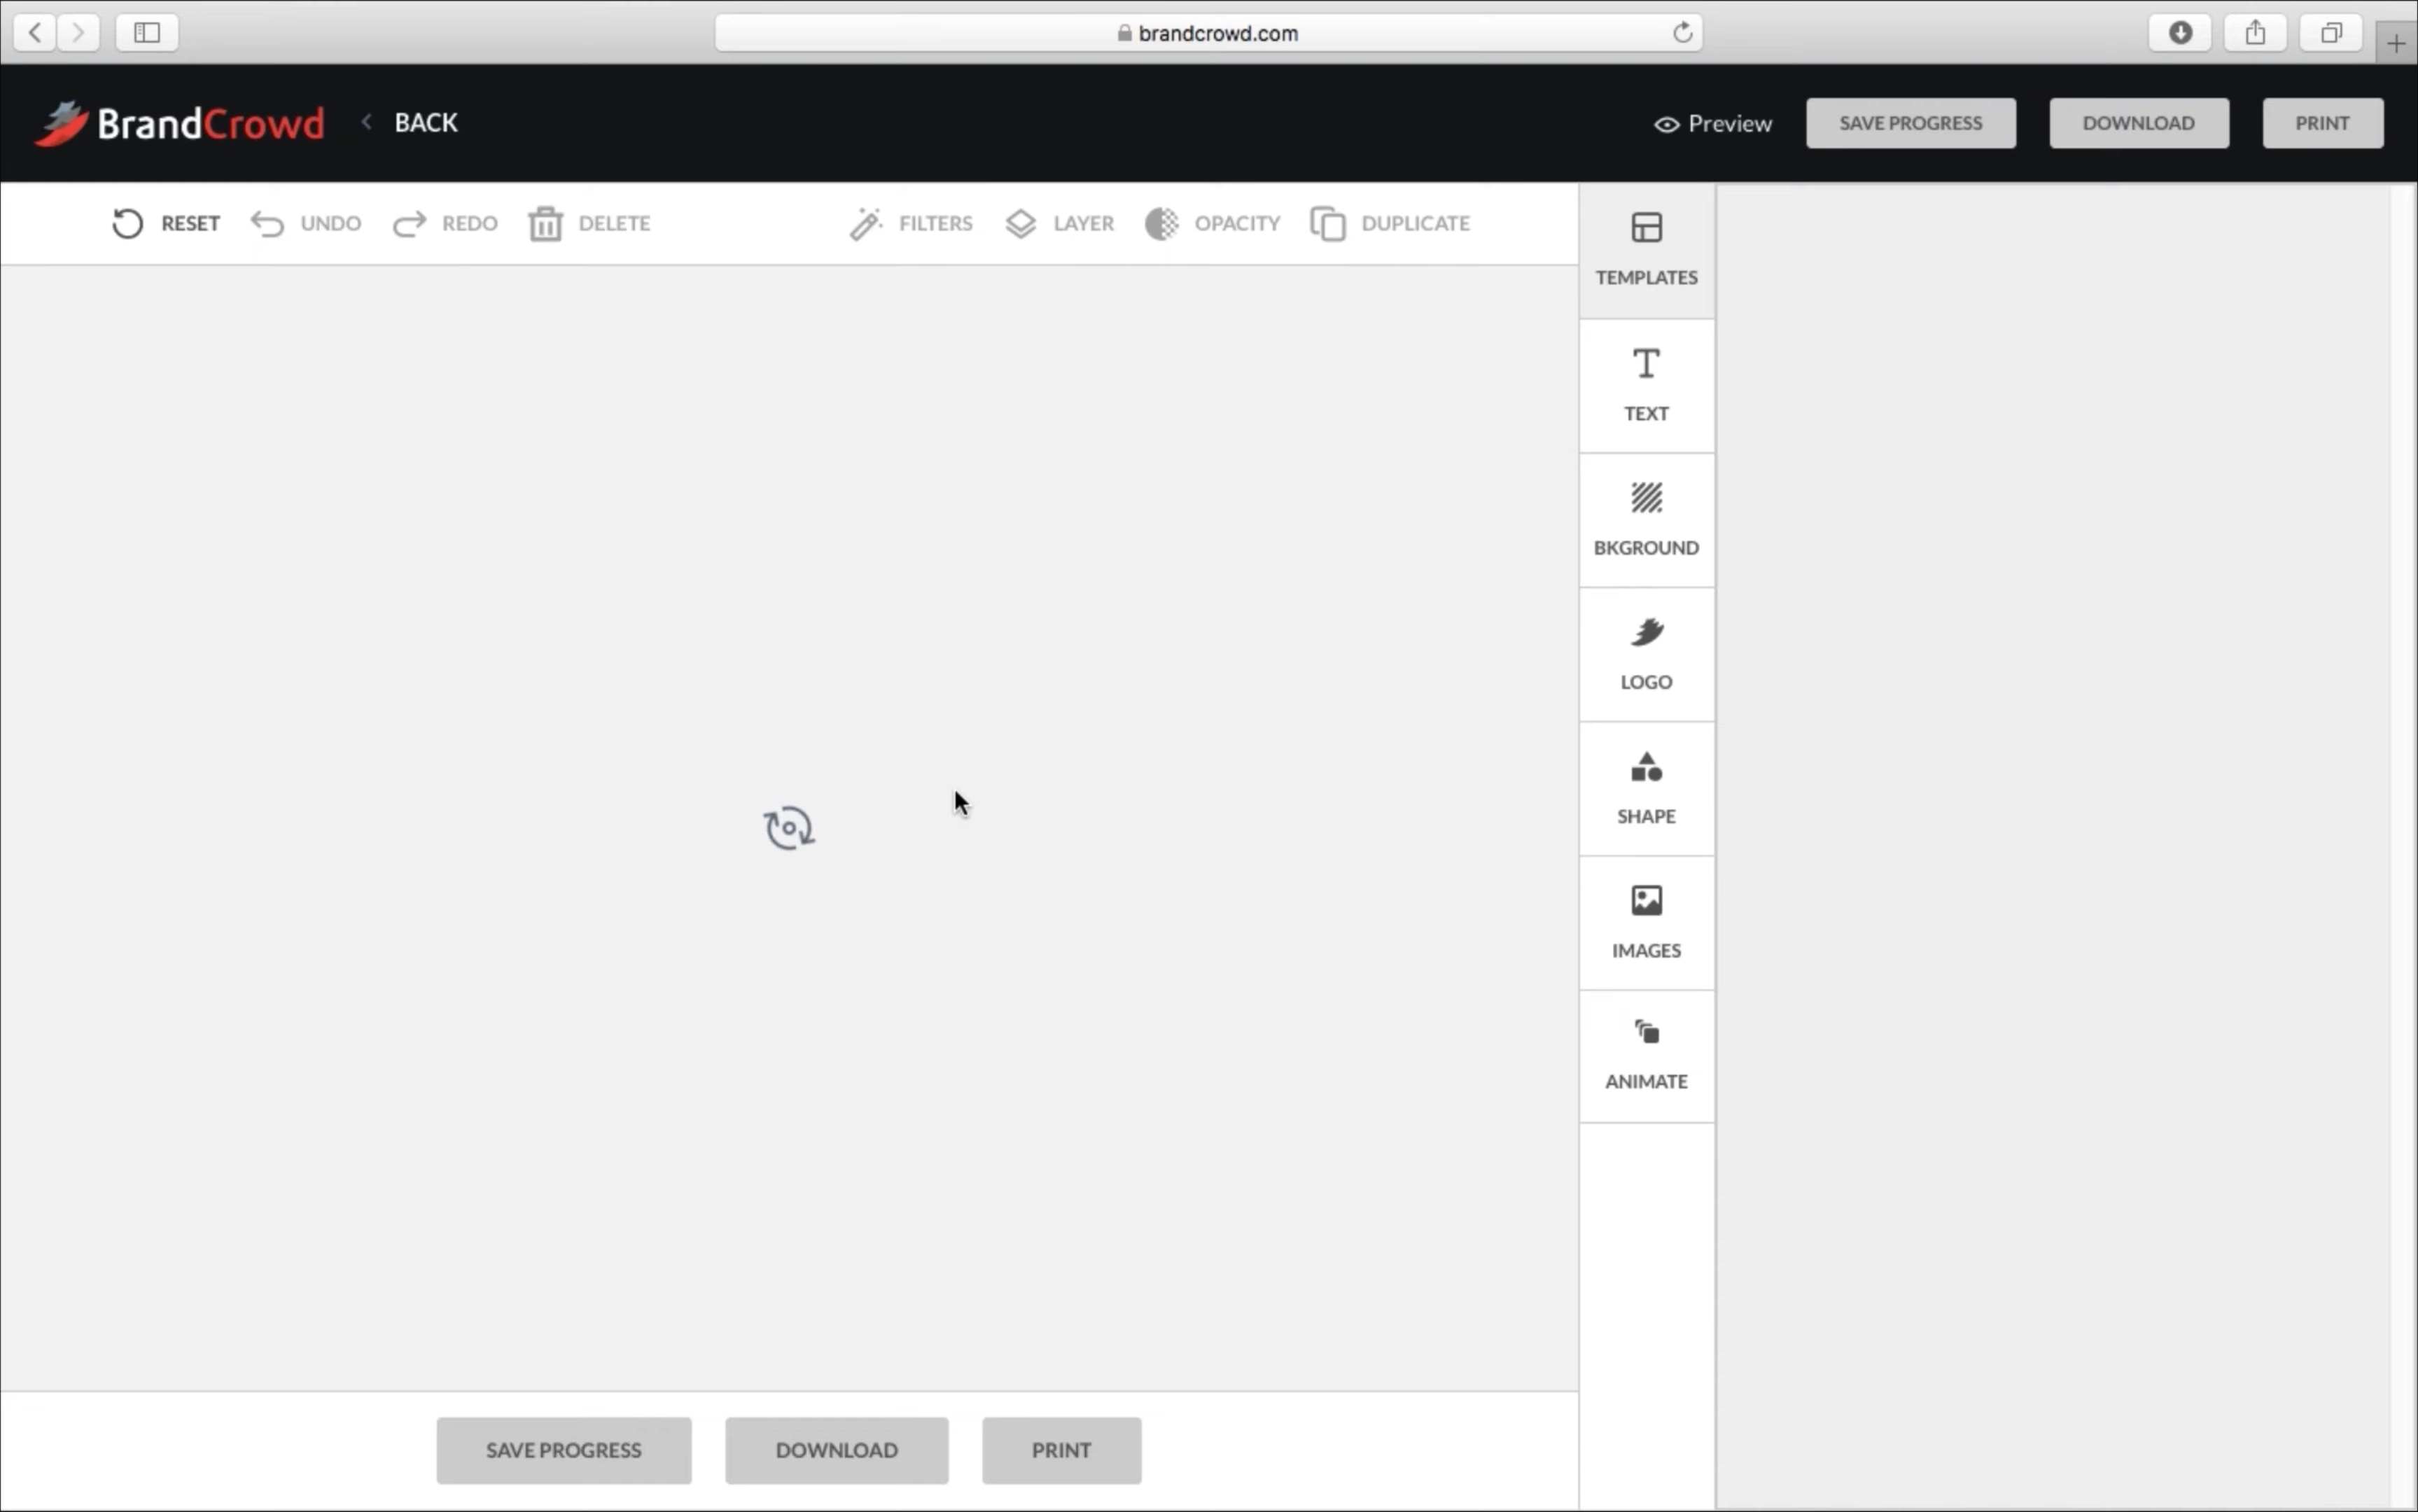 brandcrowd.com
BrandCrowd BACK Preview SAVE PROGRESS DOWNLOAD PRINT
RESET UNDO REDO DELETE FILTERS LAYER OPACITY DUPLICATE
TEMPLATES
TEXT
BKGROUND
LOGO
SHAPE
IMAGES
ANIMATE
SAVE PROGRESS DOWNLOAD PRINT